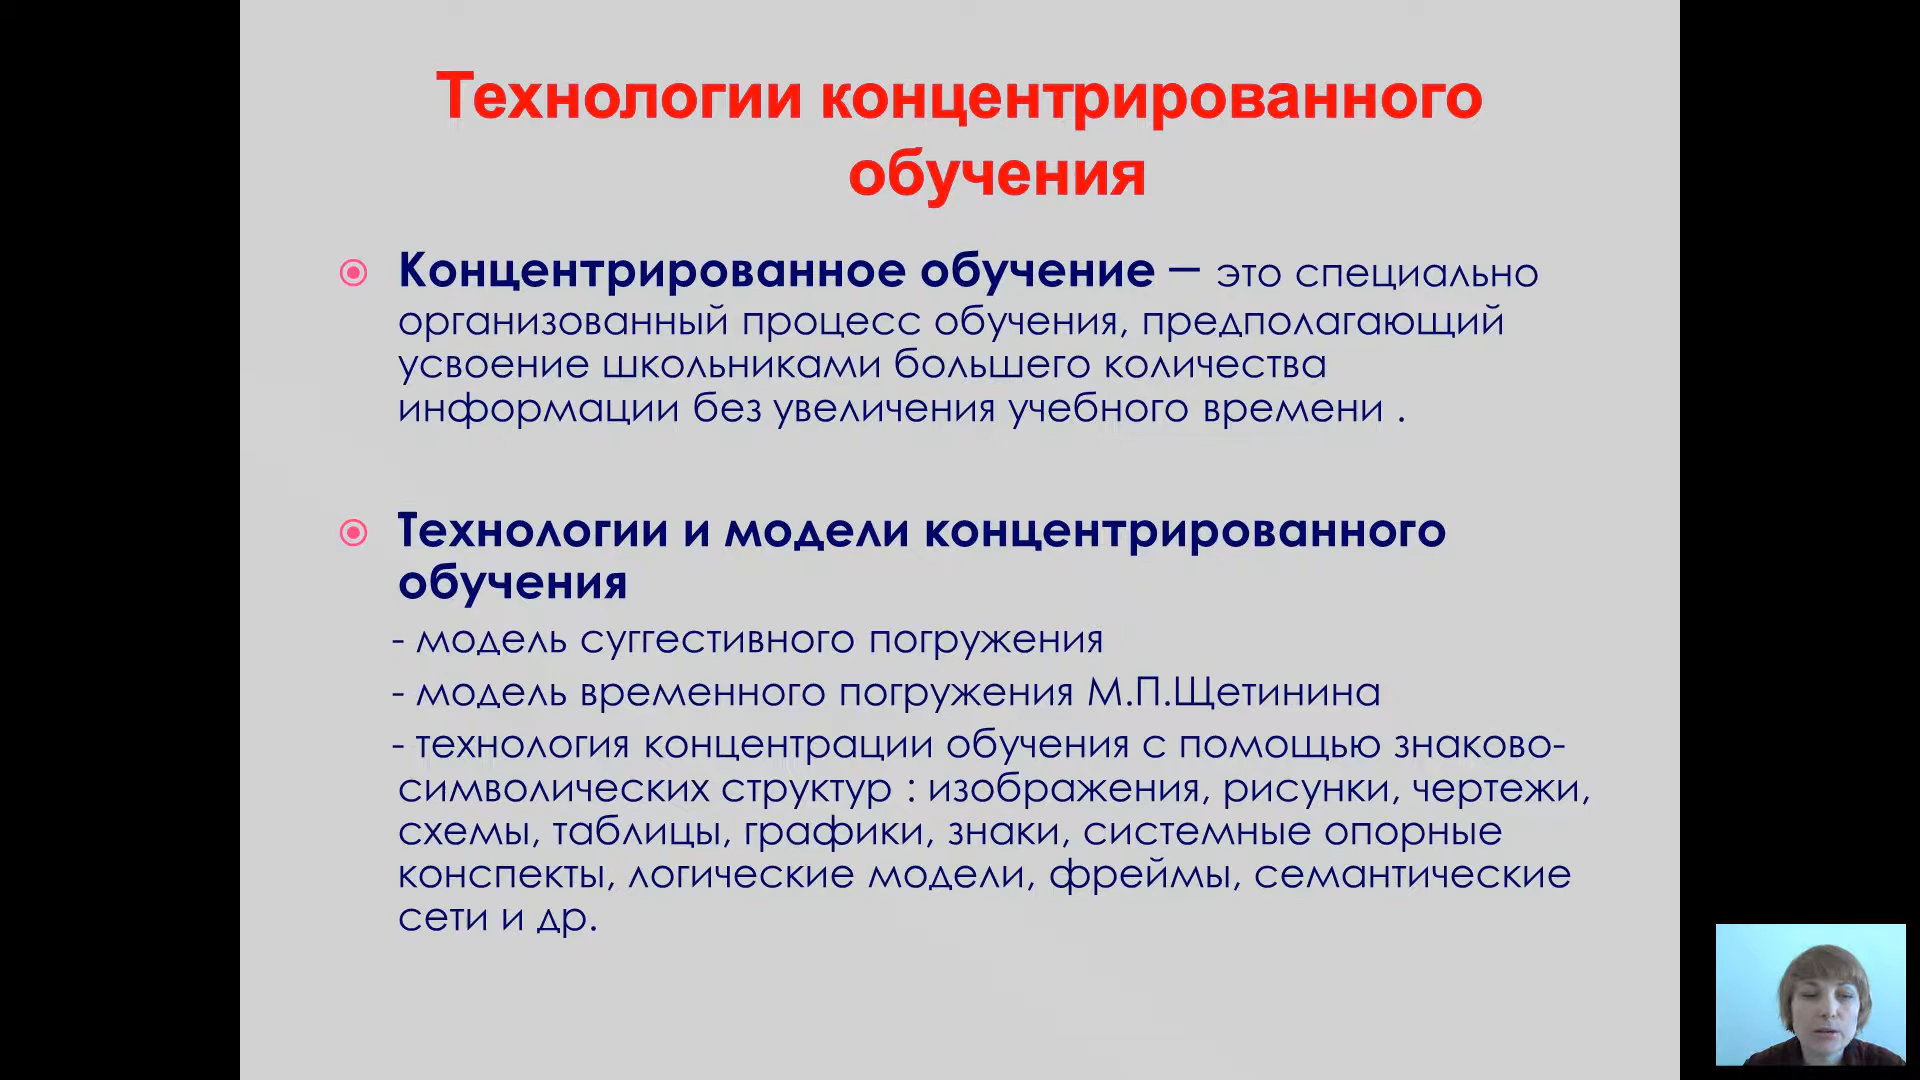 Технологии концентрированного
обучения
Концентрированное обучение – это специально
организованный процесс обучения, предполагающий
усвоение школьниками большего количества
информации без увеличения учебного времени .
Технологии и модели концентрированного
обучения
- модель суггестивного погружения
- модель временного погружения М.П.Щетинина
- технология концентрации обучения с помощью знаково-
символических структур : изображения, рисунки, чертежи,
схемы, таблицы, графики, знаки, системные опорные
конспекты, логические модели, фреймы, семантические
сети и др.